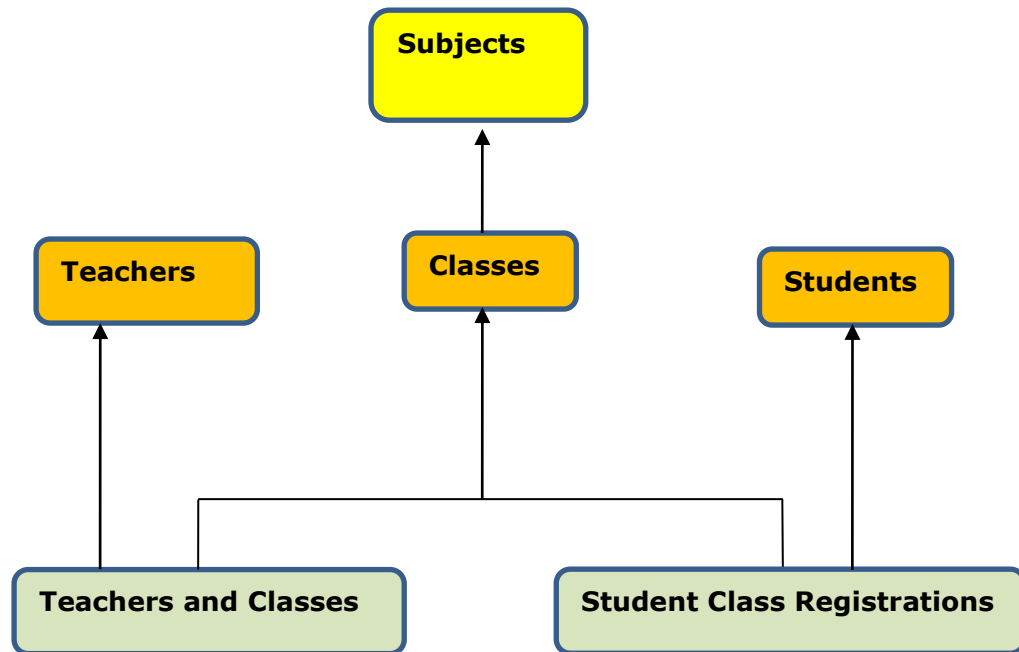 Subjects
Teachers
Classes
Students
Teachers and Classes
Student Class Registrations